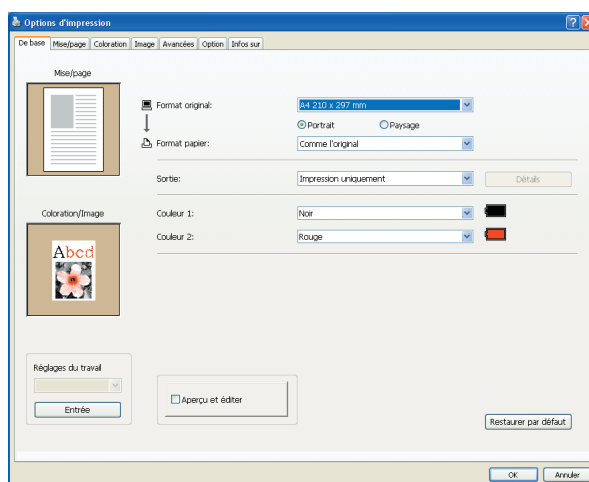 Options d'impression
De base Mise/page Coloration Image Avancées Option Infos sur
Mise/page
Format original: A4 210 x 297 mm
Portrait Paysage
Format papier: Comme l'original
Sortie: Impression uniquement Détails
Coloration/Image
Couleur 1: Noir
Couleur 2: Rouge
Abcd
Réglages du travail
Entrée
Aperçu et éditer
Restaurer par défaut
OK Annuler